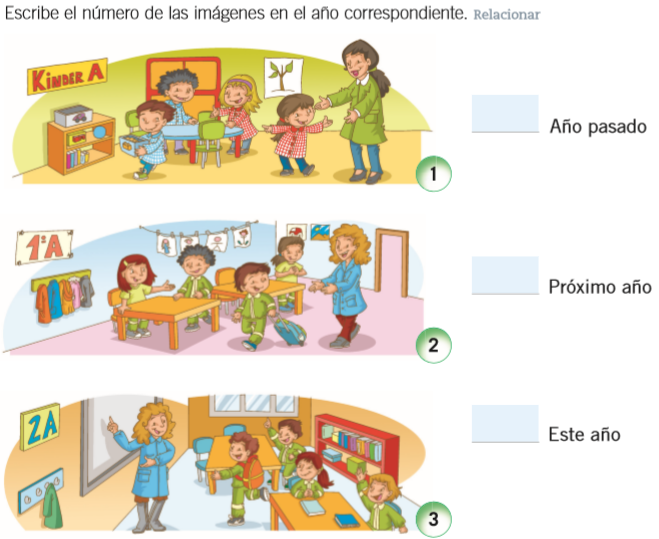 Escribe el número de las imágenes en el año correspondiente. Relacionar
KINDER A
1
Año pasado
1°A
2
Próximo año
2A
3
Este año